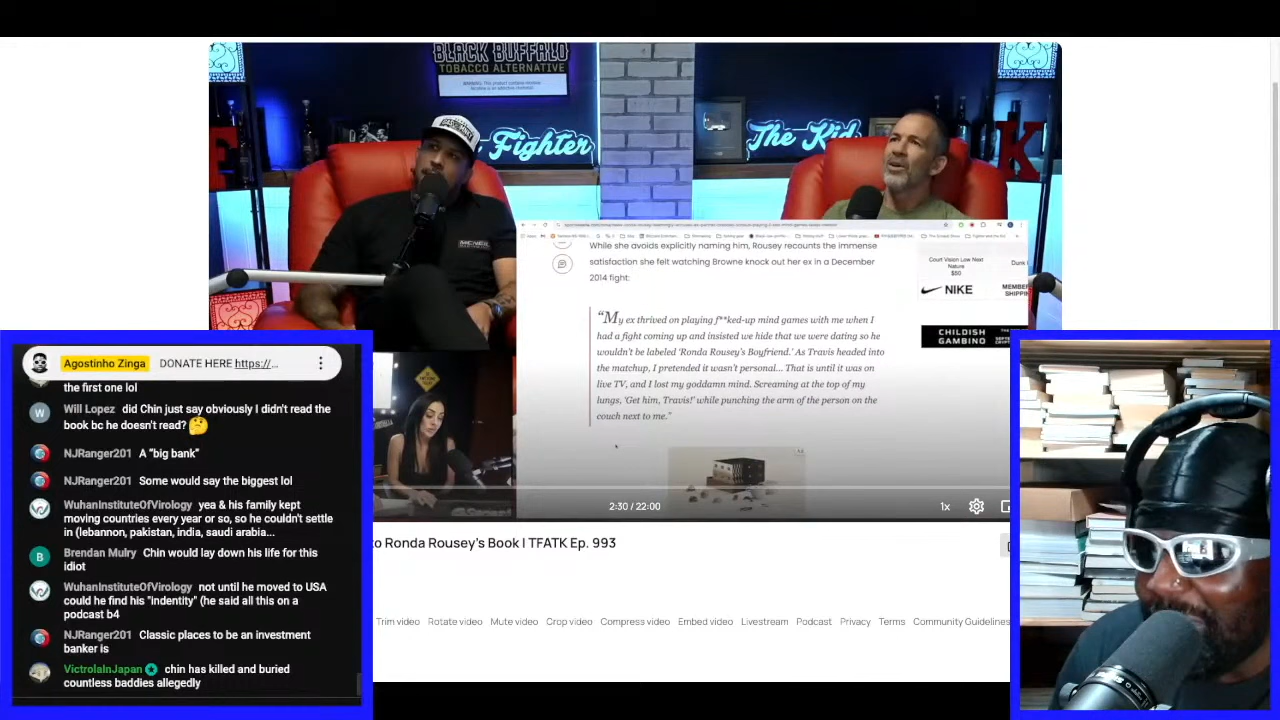 BLACK BUFFALO
TOBACCO ALTERNATIVE
Fighter
The Kid
K
While she avoids explicitly naming him, Rousey recounts the immense
satisfaction she felt watching Browne knock out her ex in a December
2014 fight:
“My ex thrived on playing f**ked-up mind games with me when I
had a fight coming up and insisted we hide that we were dating so he
wouldn't be labeled 'Ronda Rousey's Boyfriend.' As Travis headed into
the matchup, I pretended it wasn't personal... That is until it was on
live TV, and I lost my goddamn mind. Screaming at the top of my
lungs, 'Get him, Travis!' while punching the arm of the person on the
couch next to me.”
Court Vision Low Next
Nature
$60
Dunk
NIKE
CHILDISH
GAMBINO
2:30 / 22:00
1x
to Ronda Rousey's Book | TFATK Ep. 993
Trim video Rotate video Mute video Crop video Compress video Embed video Livestream Podcast Privacy Terms Community Guidelines
Agostinho Zinga DONATE HERE https://...
the first one lol
W Will Lopez did Chin just say obviously I didn't read the
book bc he doesn't read? 🤔
NJRanger201 A “big bank”
NJRanger201 Some would say the biggest lol
WuhanInstituteOfVirology yea & his family kept
moving countries every year or so, so he couldn't settle
in (lebannon, pakistan, india, saudi arabia...
B Brendan Mulry Chin would lay down his life for this
idiot
WuhanInstituteOfVirology not until he moved to USA
could he find his "indentity" (he said all this on a
podcast b4
NJRanger201 Classic places to be an investment
banker is
VictrolaInJapan chin has killed and buried
countless baddies allegedly